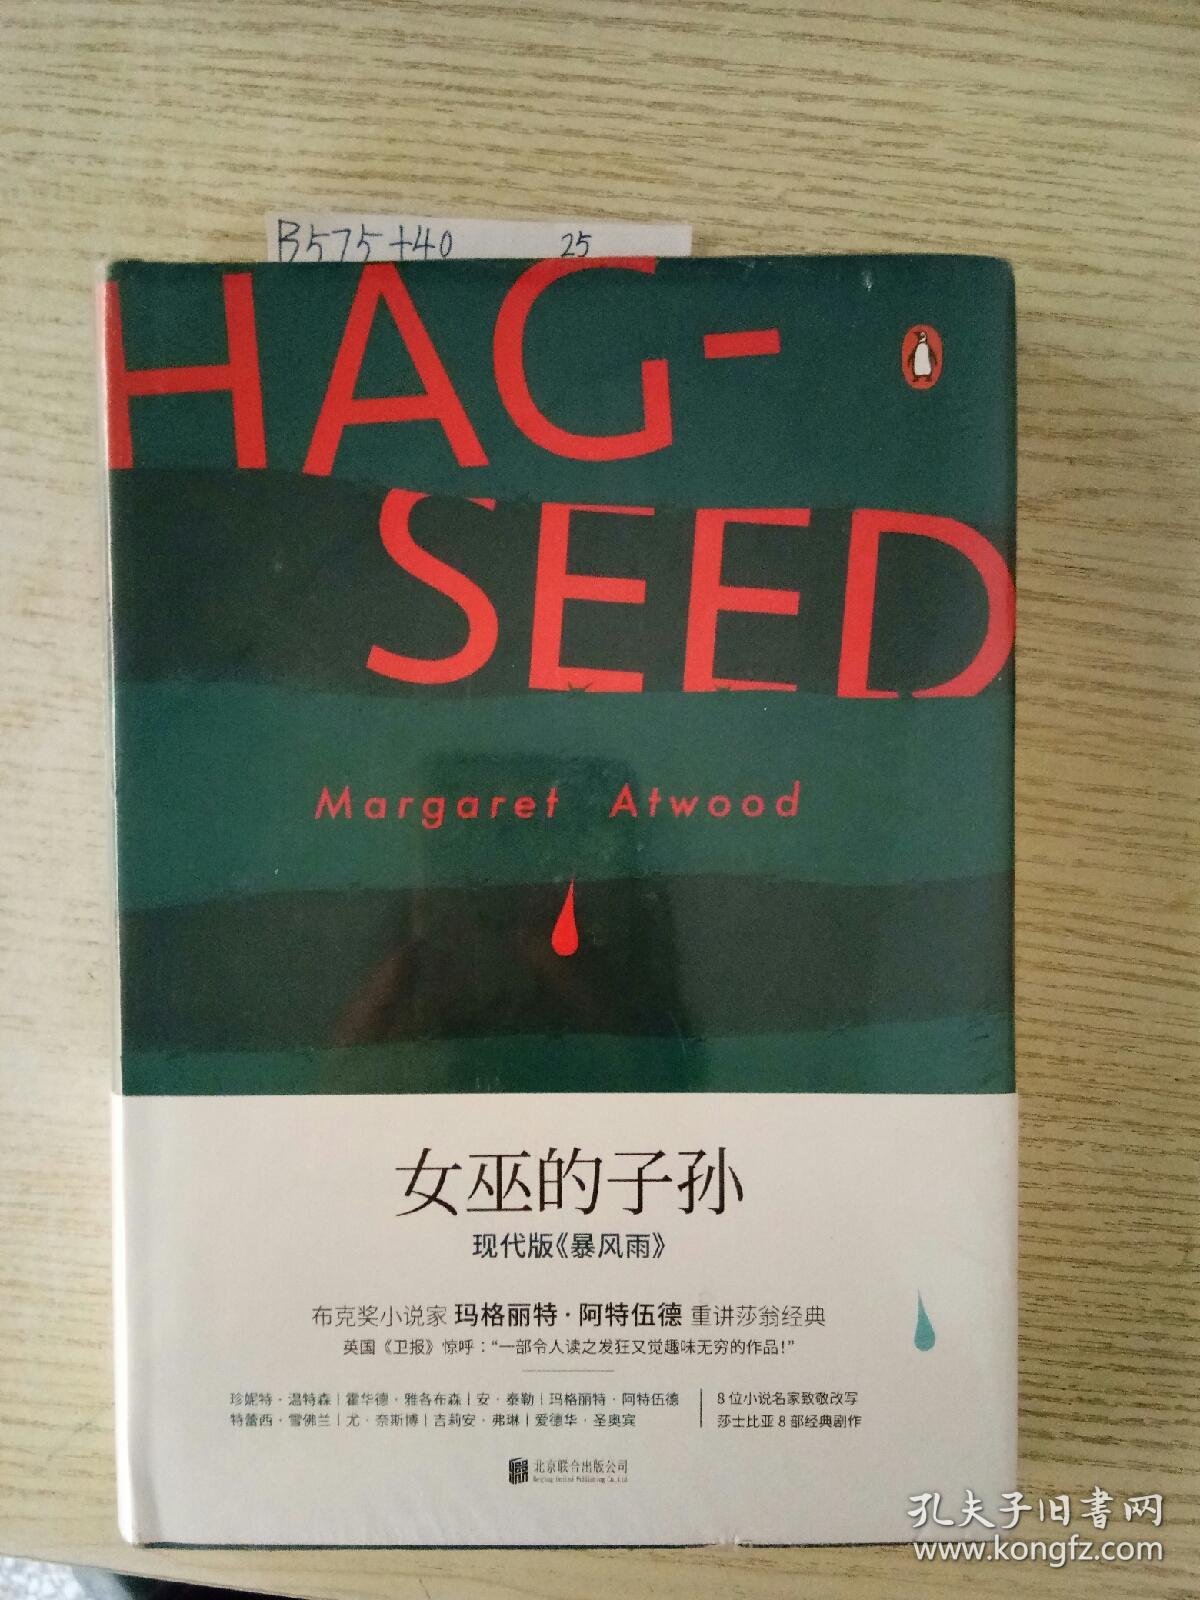 B575+40 25
HAG-
SEED
Margaret Atwood
女巫的子孙
现代版《暴风雨》
布克奖小说家 玛格丽特·阿特伍德 重讲莎翁经典
英国《卫报》惊呼：“一部令人读之发狂又觉趣味无穷的作品！”
珍妮特·温特森|霍华德·雅各布森|安·泰勒|玛格丽特·阿特伍德
特蕾西·雪佛兰|尤·奈斯博|吉莉安·弗琳|爱德华·圣奥宾
8位小说名家致敬改写
莎士比亚8部经典剧作
北京联合出版公司
Beijing United Publishing Co.,Ltd.
孔夫子旧书网
www.kongfz.com